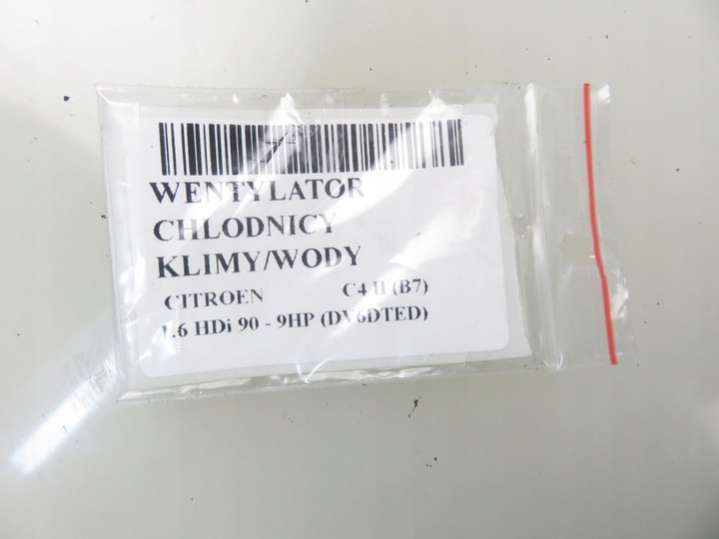 WENTYLATOR
CHLODNICY
KLIMY/WODY
CITROEN C4 II (B7)
1.6 HDi 90 - 9HP (DV6DTED)